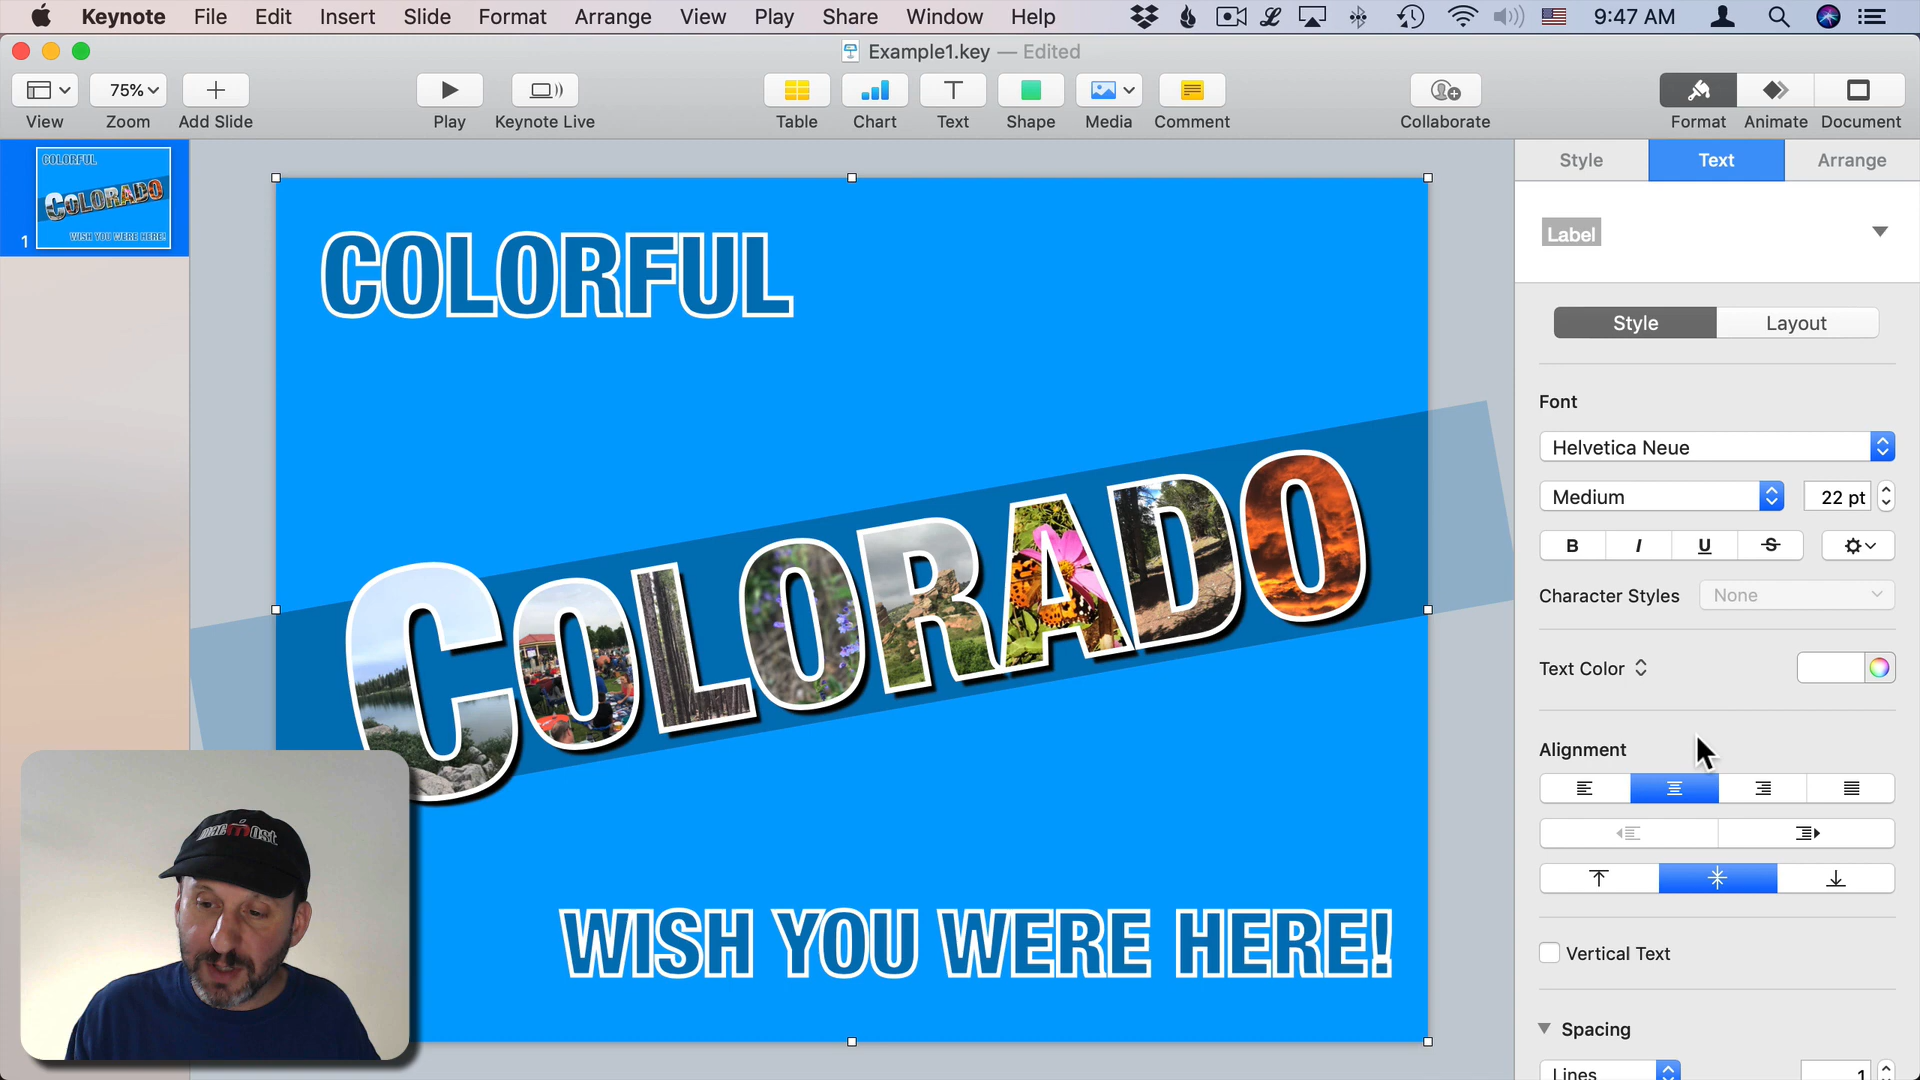 Keynote File Edit Insert Slide Format Arrange View Play Share Window Help 9:47 AM
Example1.key — Edited
75%
View Zoom Add Slide Play Keynote Live Table Chart Text Shape Media Comment Collaborate Format Animate Document
Style Text Arrange
COLORFUL
COLORADO
WISH YOU WERE HERE!
1
COLORFUL
COLORADO
WISH YOU WERE HERE!
macmost
Label
Style Layout
Font
Helvetica Neue
Medium 22 pt
B I U S
Character Styles None
Text Color
Alignment
Vertical Text
Spacing
Lines 1